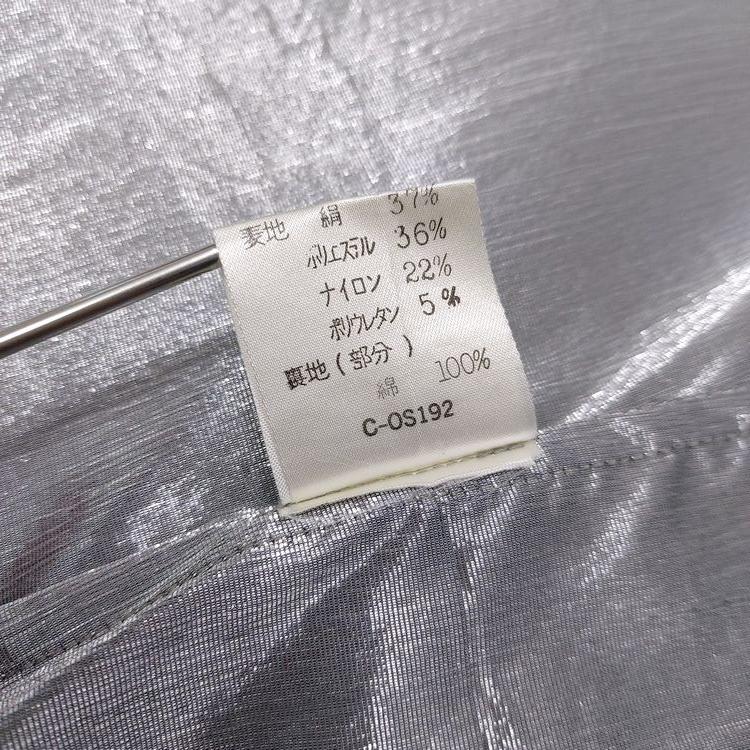 表地 絹 37%
ポリエステル 36%
ナイロン 22%
ポリウレタン 5%
裏地(部分)
綿 100%
C-OS192